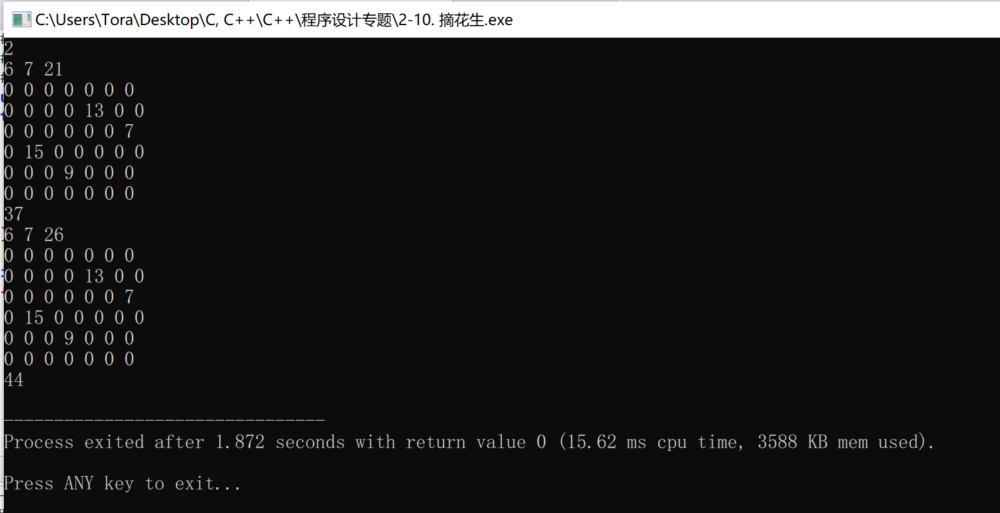 C:\Users\Tora\Desktop\C, C++\C++\程序设计专题\2-10. 摘花生.exe
2
6 7 21
0 0 0 0 0 0 0
0 0 0 0 13 0 0
0 0 0 0 0 0 7
0 15 0 0 0 0 0
0 0 0 9 0 0 0
0 0 0 0 0 0 0
37
6 7 26
0 0 0 0 0 0 0
0 0 0 0 13 0 0
0 0 0 0 0 0 7
0 15 0 0 0 0 0
0 0 0 9 0 0 0
0 0 0 0 0 0 0
44
--------------------------------
Process exited after 1.872 seconds with return value 0 (15.62 ms cpu time, 3588 KB mem used).
Press ANY key to exit...